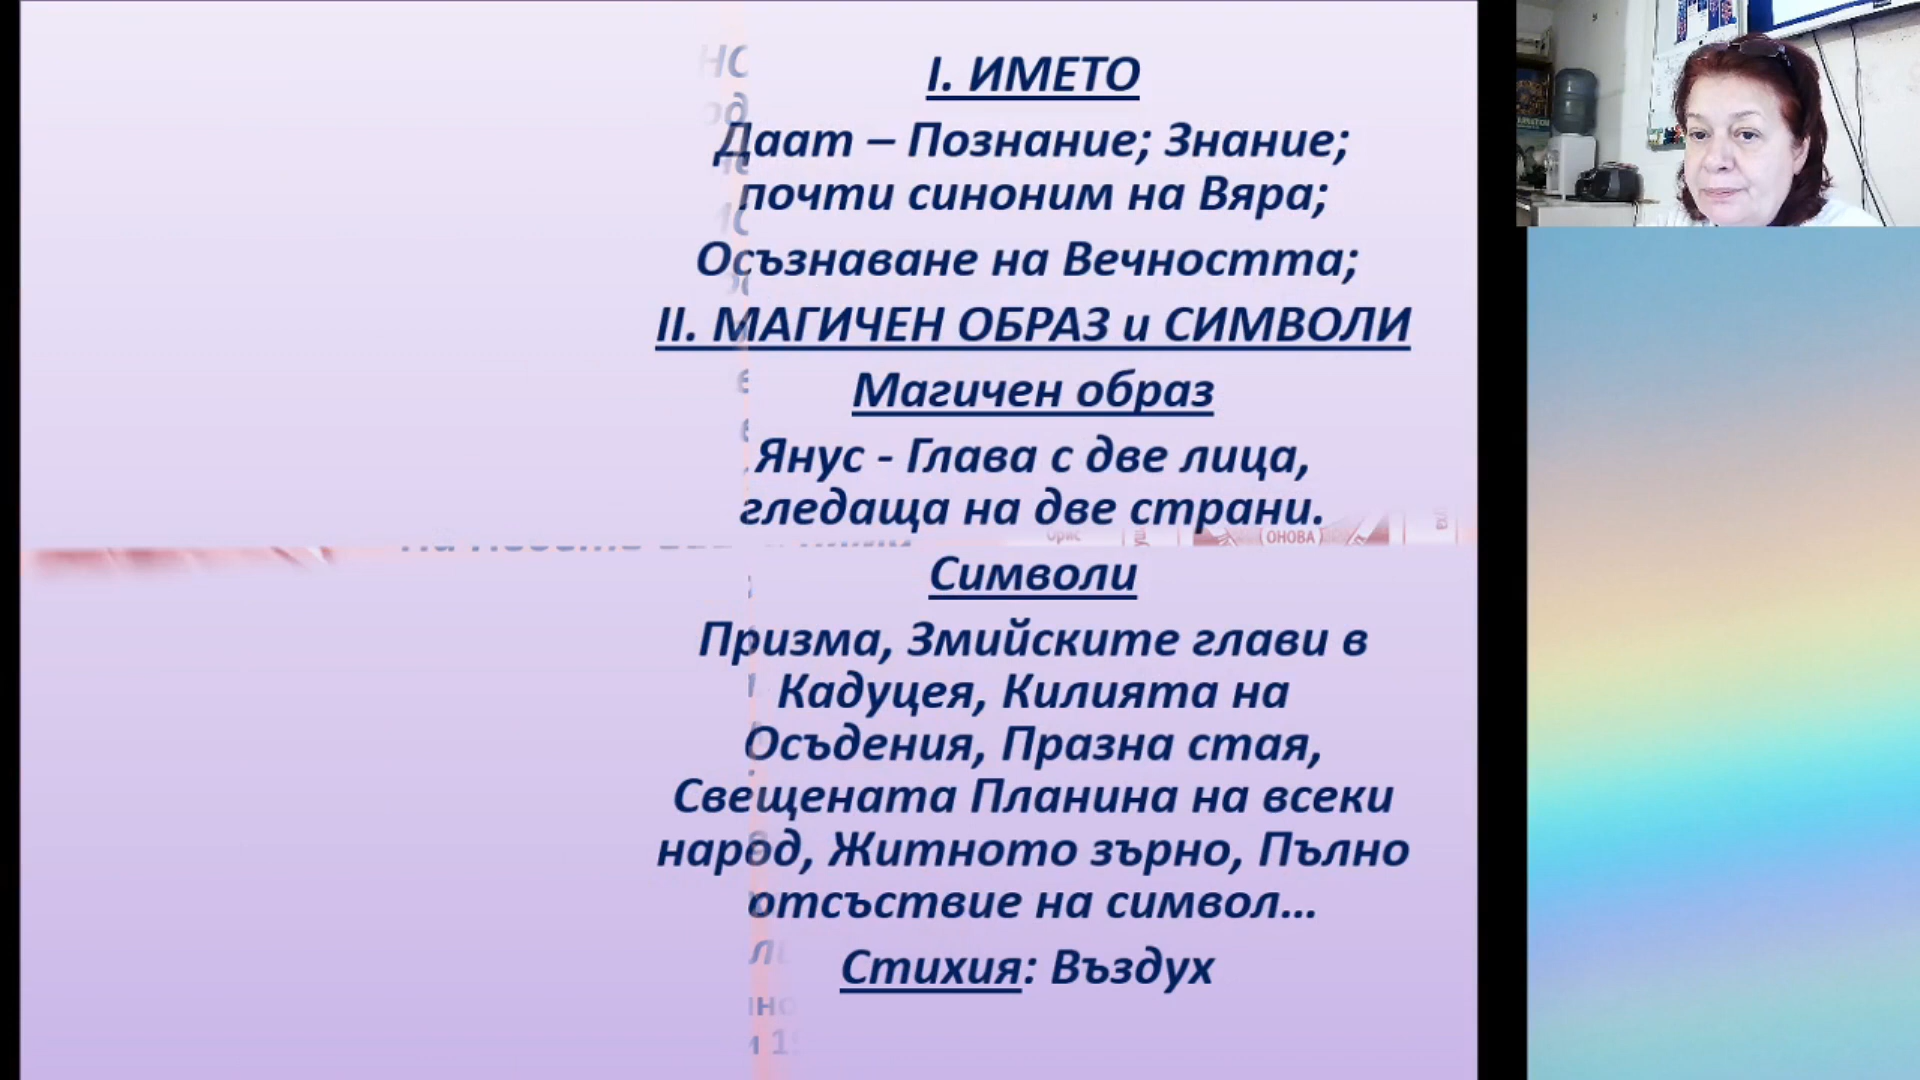 I. ИМЕТО
Даат – Познание; Знание;
почти синоним на Вяра;
Осъзнаване на Вечността;
II. МАГИЧЕН ОБРАЗ и СИМВОЛИ
Магичен образ
Янус - Глава с две лица,
гледаща на две страни.
ОНОВА
Символи
Призма, Змийските глави в
Кадуцея, Килията на
Осъдения, Празна стая,
Свещената Планина на всеки
народ, Житното зърно, Пълно
отсъствие на символ...
Стихия: Въздух